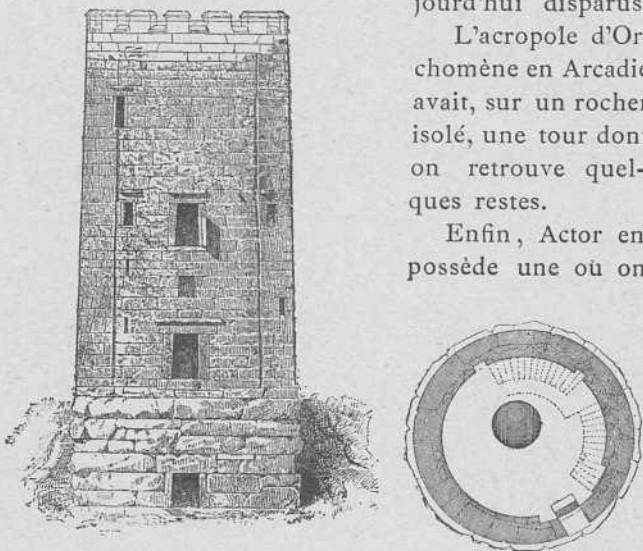 jourd'hui disparus
L'acropole d'Or
chomène en Arcadie
avait, sur un rocher
isolé, une tour dont
on retrouve quel-
ques restes.
Enfin, Actor en
possède une où on